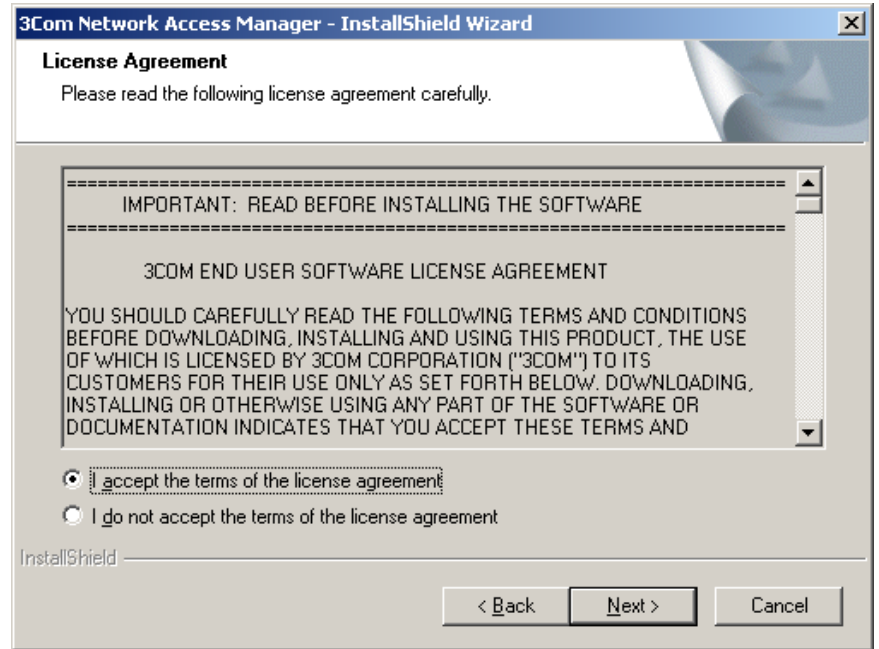 3Com Network Access Manager - InstallShield Wizard
License Agreement
Please read the following license agreement carefully.
======================================================================
IMPORTANT: READ BEFORE INSTALLING THE SOFTWARE
======================================================================
3COM END USER SOFTWARE LICENSE AGREEMENT
YOU SHOULD CAREFULLY READ THE FOLLOWING TERMS AND CONDITIONS
BEFORE DOWNLOADING, INSTALLING AND USING THIS PRODUCT, THE USE
OF WHICH IS LICENSED BY 3COM CORPORATION ("3COM") TO ITS
CUSTOMERS FOR THEIR USE ONLY AS SET FORTH BELOW. DOWNLOADING,
INSTALLING OR OTHERWISE USING ANY PART OF THE SOFTWARE OR
DOCUMENTATION INDICATES THAT YOU ACCEPT THESE TERMS AND
I accept the terms of the license agreement
I do not accept the terms of the license agreement
InstallShield
< Back Next > Cancel